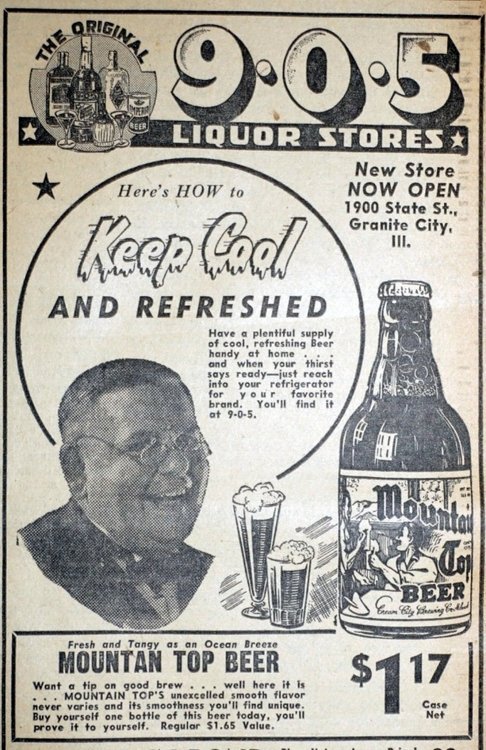 THE ORIGINAL
9·0·5
BEER
LIQUOR STORES
New Store
NOW OPEN
1900 State St.,
Granite City,
Ill.
Here's HOW to
Keep Cool
AND REFRESHED
Have a plentiful supply
of cool, refreshing Beer
handy at home . . .
and when your thirst
says ready—just reach
into your refrigerator
for your favorite
brand. You'll find it
at 9-0-5.
Mountain
Top
BEER
Cream City Brewing Co.
Fresh and Tangy as an Ocean Breeze
MOUNTAN TOP BEER
Want a tip on good brew . . . well here it is
. . . MOUNTAIN TOP'S unexcelled smooth flavor
never varies and its smoothness you'll find unique.
Buy yourself one bottle of this beer today, you'll
prove it to yourself. Regular $1.65 Value.
$1 17
Case
Net